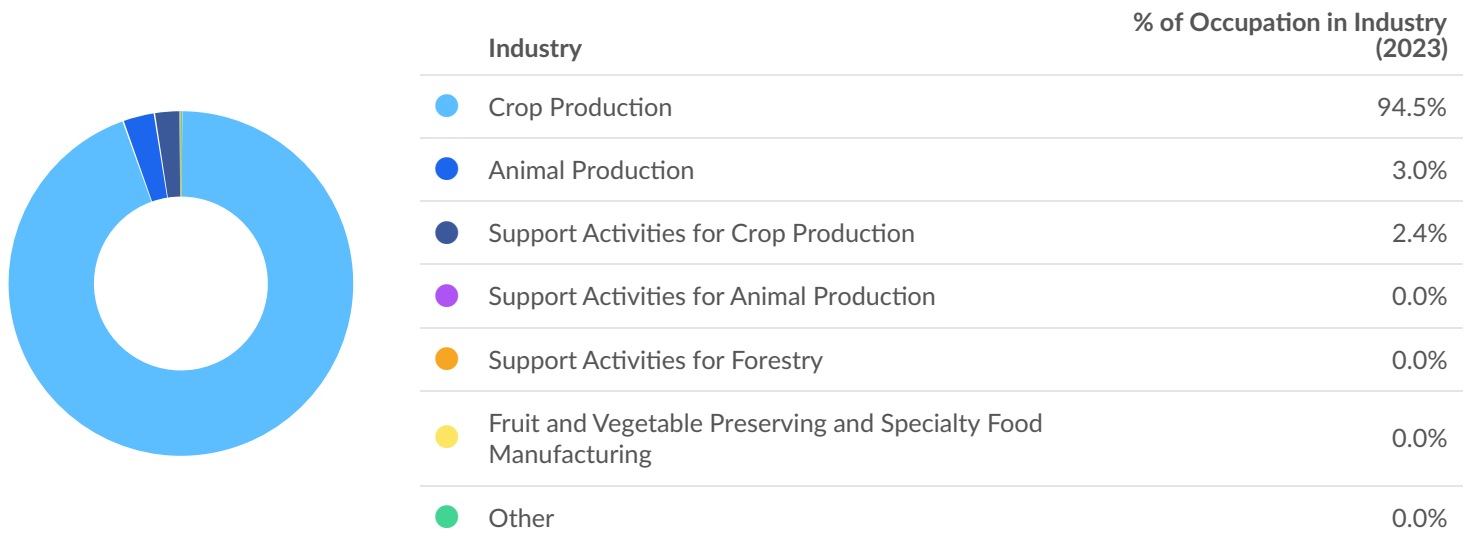 % of Occupation in Industry
Industry (2023)
Crop Production 94.5%
Animal Production 3.0%
Support Activities for Crop Production 2.4%
Support Activities for Animal Production 0.0%
Support Activities for Forestry 0.0%
Fruit and Vegetable Preserving and Specialty Food
Manufacturing 0.0%
Other 0.0%